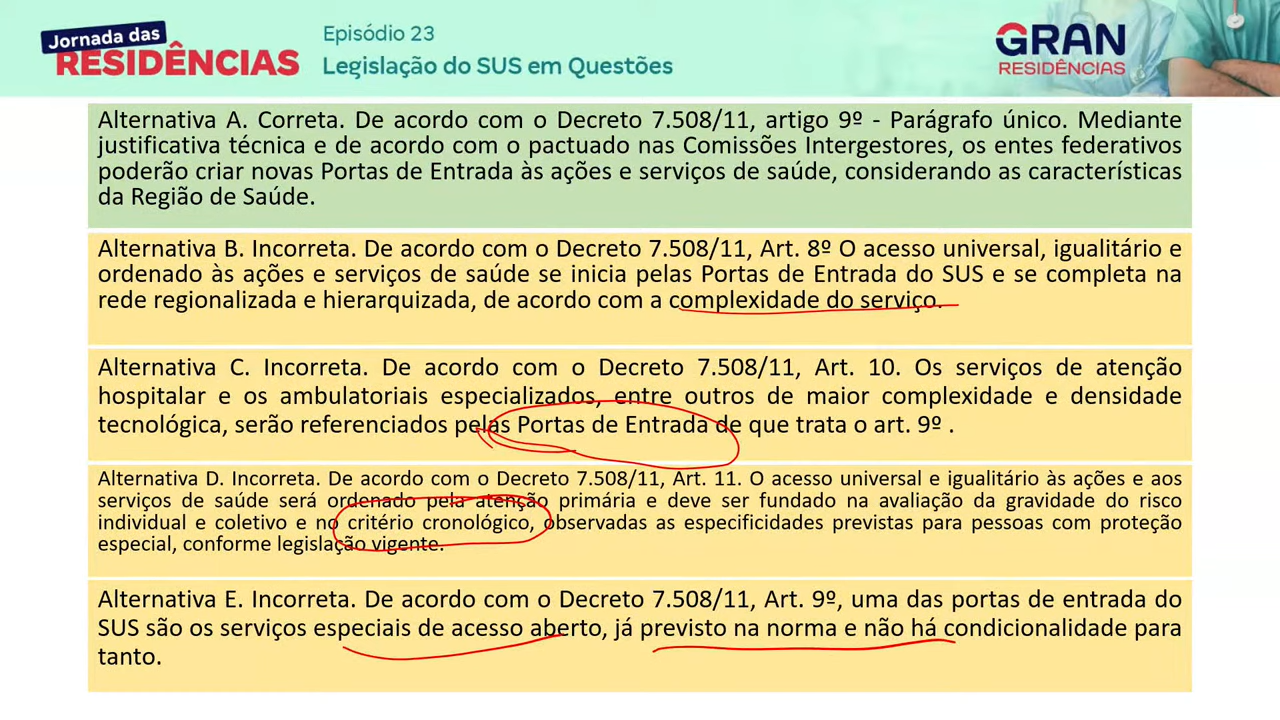 Jornada das
RESIDÊNCIAS
Episódio 23
Legislação do SUS em Questões
GRAN
RESIDÊNCIAS
Alternativa A. Correta. De acordo com o Decreto 7.508/11, artigo 9º - Parágrafo único. Mediante
justificativa técnica e de acordo com o pactuado nas Comissões Intergestores, os entes federativos
poderão criar novas Portas de Entrada às ações e serviços de saúde, considerando as características
da Região de Saúde.
Alternativa B. Incorreta. De acordo com o Decreto 7.508/11, Art. 8º O acesso universal, igualitário e
ordenado às ações e serviços de saúde se inicia pelas Portas de Entrada do SUS e se completa na
rede regionalizada e hierarquizada, de acordo com a complexidade do serviço.
Alternativa C. Incorreta. De acordo com o Decreto 7.508/11, Art. 10. Os serviços de atenção
hospitalar e os ambulatoriais especializados, entre outros de maior complexidade e densidade
tecnológica, serão referenciados pelas Portas de Entrada de que trata o art. 9º .
Alternativa D. Incorreta. De acordo com o Decreto 7.508/11, Art. 11. O acesso universal e igualitário às ações e aos
serviços de saúde será ordenado pela atenção primária e deve ser fundado na avaliação da gravidade do risco
individual e coletivo e no critério cronológico, observadas as especificidades previstas para pessoas com proteção
especial, conforme legislação vigente.
Alternativa E. Incorreta. De acordo com o Decreto 7.508/11, Art. 9º, uma das portas de entrada do
SUS são os serviços especiais de acesso aberto, já previsto na norma e não há condicionalidade para
tanto.